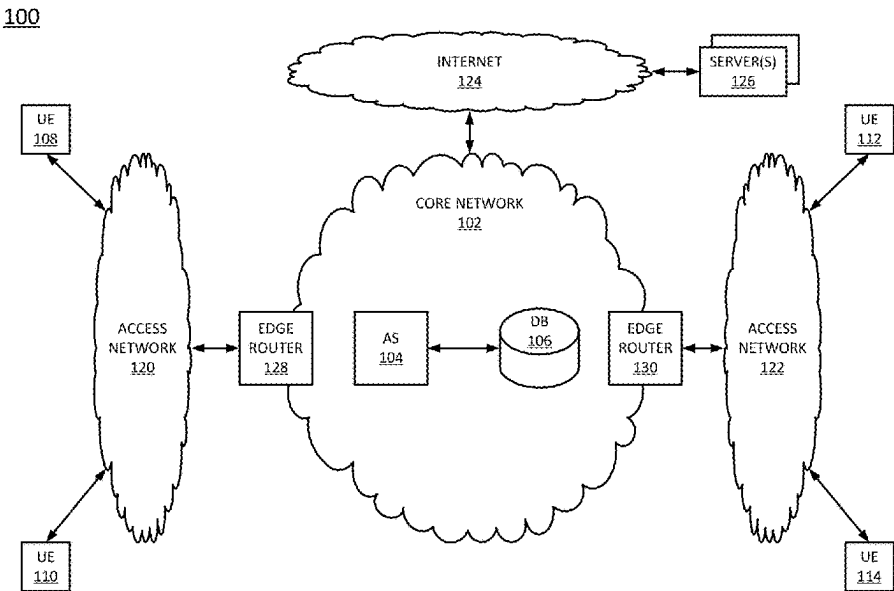 100
INTERNET
124
SERVER(S)
126
UE
108
UE
112
CORE NETWORK
102
ACCESS
NETWORK
120
EDGE
ROUTER
128
AS
104
DB
106
EDGE
ROUTER
130
ACCESS
NETWORK
122
UE
110
UE
114